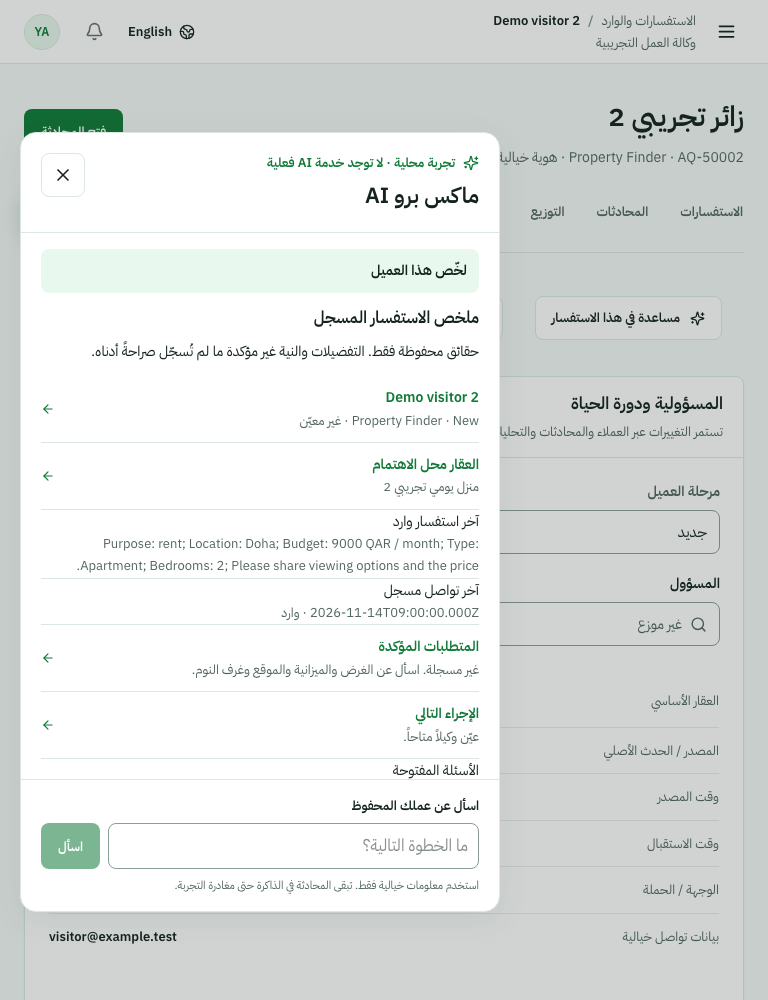 الاستفسارات والوارد / Demo visitor 2
وكالة العمل التجريبية
English
YA
زائر تجريبي 2
Property Finder · AQ-50002 · هوية خيالية
الاستفسارات
المحادثات
التوزيع
مساعدة في هذا الاستفسار
المسؤولية ودورة الحياة
تستمر التغييرات عبر العملاء والمحادثات
مرحلة العميل
جديد
المسؤول
غير موزع
العقار الأساسي
المصدر / الحدث الأصلي
وقت المصدر
وقت الاستقبال
الوجهة / الحملة
بيانات تواصل خيالية
visitor@example.test
تجربة محلية · لا توجد خدمة AI فعلية
ماكس برو AI
لخّص هذا العميل
ملخص الاستفسار المسجل
حقائق محفوظة فقط. التفضيلات والنية غير مؤكدة ما لم تُسجّل صراحةً أدناه.
Demo visitor 2
Property Finder · New · غير معيّن
العقار محل الاهتمام
منزل يومي تجريبي 2
آخر استفسار وارد
Purpose: rent; Location: Doha; Budget: 9000 QAR / month; Type:
Apartment; Bedrooms: 2; Please share viewing options and the price.
آخر تواصل مسجل
2026-11-14T09:00:00.000Z · وارد
المتطلبات المؤكدة
غير مسجلة. اسأل عن الغرض والميزانية والموقع وغرف النوم.
الإجراء التالي
عيّن وكيلاً متاحاً.
الأسئلة المفتوحة
اسأل عن عملك المحفوظ
ما الخطوة التالية؟
اسأل
استخدم معلومات خيالية فقط. تبقى المحادثة في الذاكرة حتى مغادرة التجربة.